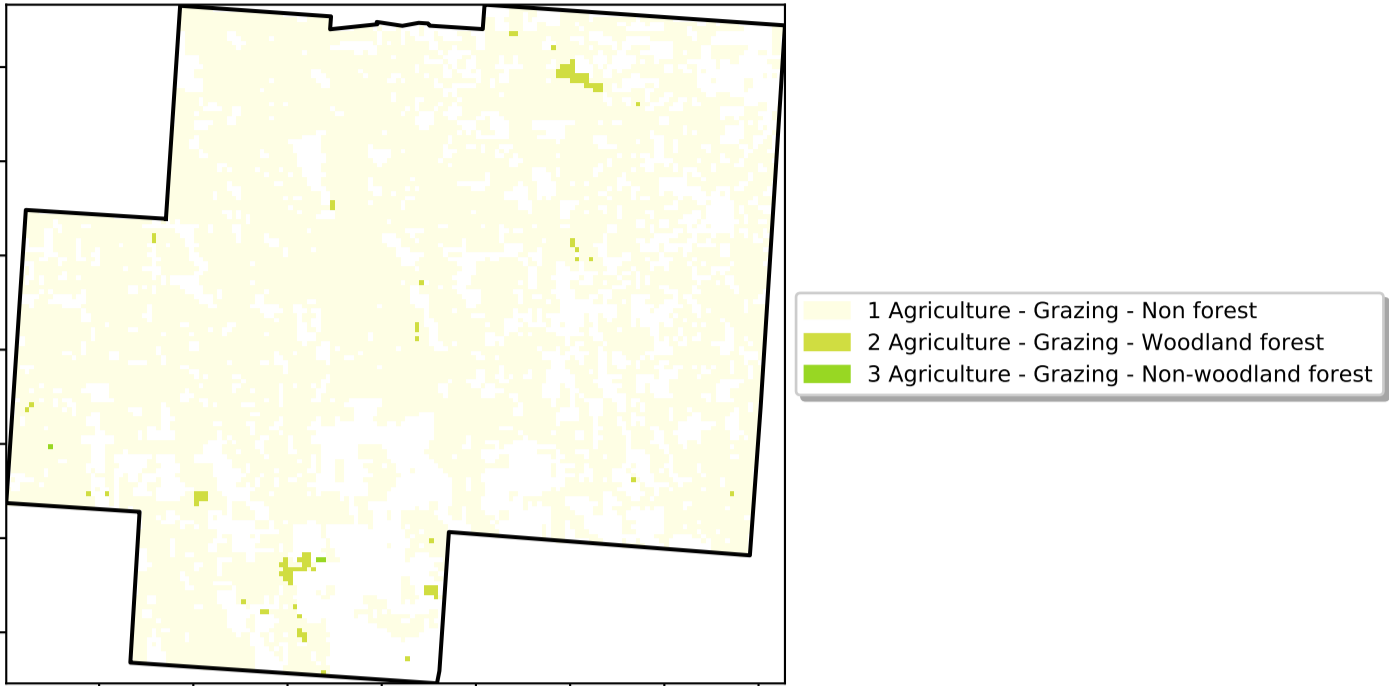 1 Agriculture - Grazing - Non forest
2 Agriculture - Grazing - Woodland forest
3 Agriculture - Grazing - Non-woodland forest